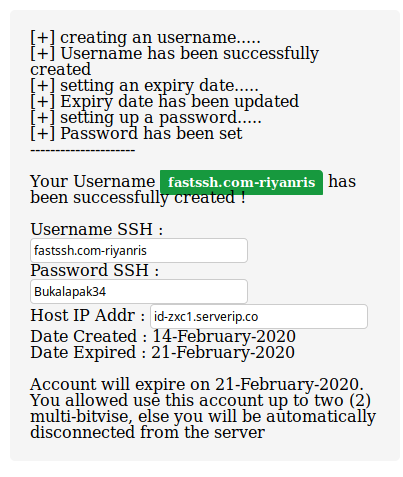 [+] creating an username.....
[+] Username has been successfully
created
[+] setting an expiry date.....
[+] Expiry date has been updated
[+] setting up a password.....
[+] Password has been set
---------------------
Your Username fastssh.com-riyanris has
been successfully created !
Username SSH :
fastssh.com-riyanris
Password SSH :
Bukalapak34
Host IP Addr : id-zxc1.serverip.co
Date Created : 14-February-2020
Date Expired : 21-February-2020
Account will expire on 21-February-2020.
You allowed use this account up to two (2)
multi-bitvise, else you will be automatically
disconnected from the server